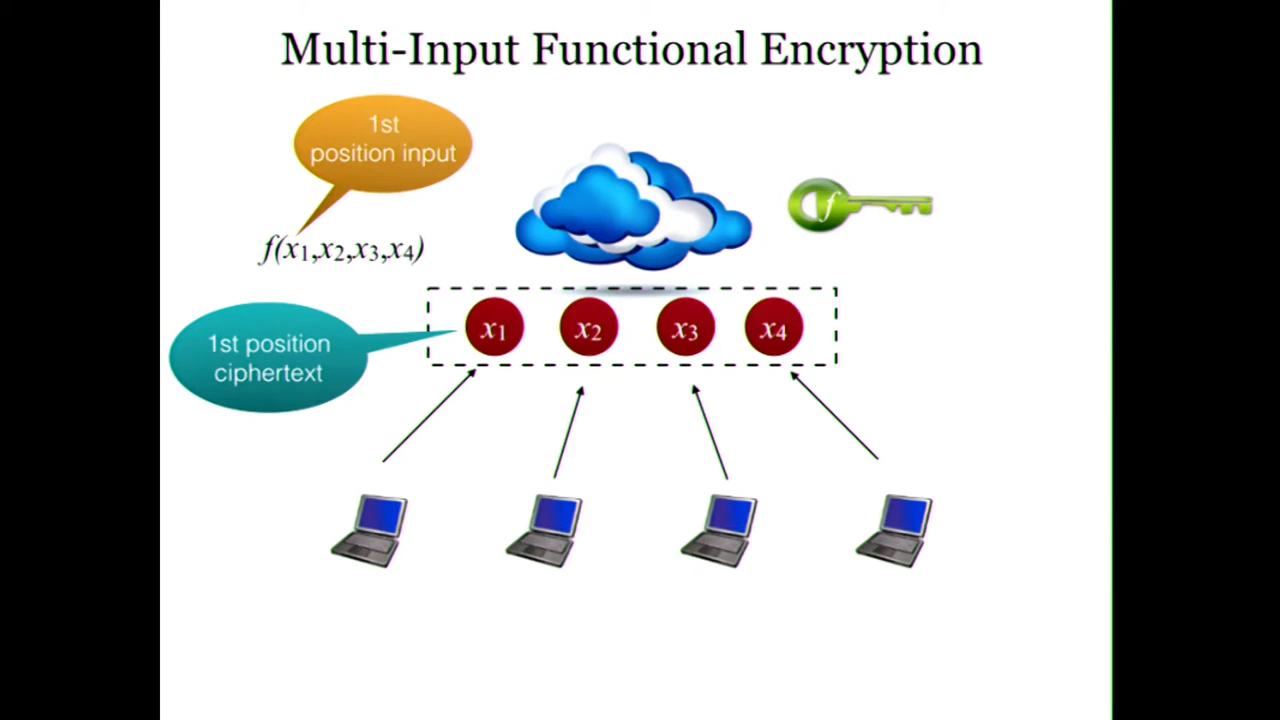 Multi-Input Functional Encryption
1st
position input
f
f(x1,x2,x3,x4)
x1 x2 x3 x4
1st position
ciphertext